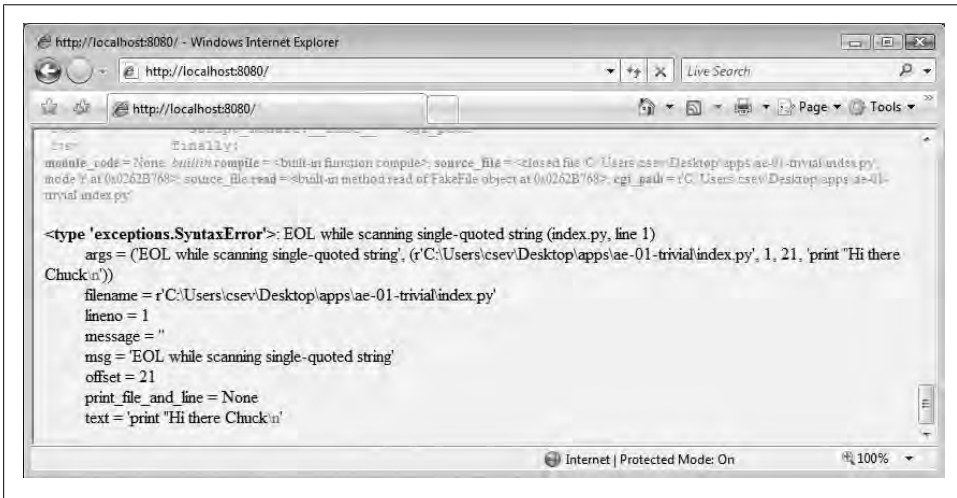 http://localhost:8080/ - Windows Internet Explorer
http://localhost:8080/
Live Search
http://localhost:8080/
Page Tools
finally:
module_code = None, builtin compile = <built-in function compile>, source_file = <closed file 'C:\Users\csev\Desktop\apps\ae-01-trivial\index.py',
mode 'r' at 0x0262B768>, source_file.read = <built-in method read of FakeFile object at 0x0262B768>, cgi_path = r'C:\Users\csev\Desktop\apps\ae-01-
trivial\index.py'
<type 'exceptions.SyntaxError'>: EOL while scanning single-quoted string (index.py, line 1)
args = ('EOL while scanning single-quoted string', (r'C:\Users\csev\Desktop\apps\ae-01-trivial\index.py', 1, 21, 'print "Hi there
Chuck\n'))
filename = r'C:\Users\csev\Desktop\apps\ae-01-trivial\index.py'
lineno = 1
message = ''
msg = 'EOL while scanning single-quoted string'
offset = 21
print_file_and_line = None
text = 'print "Hi there Chuck\n'
Internet | Protected Mode: On
100%